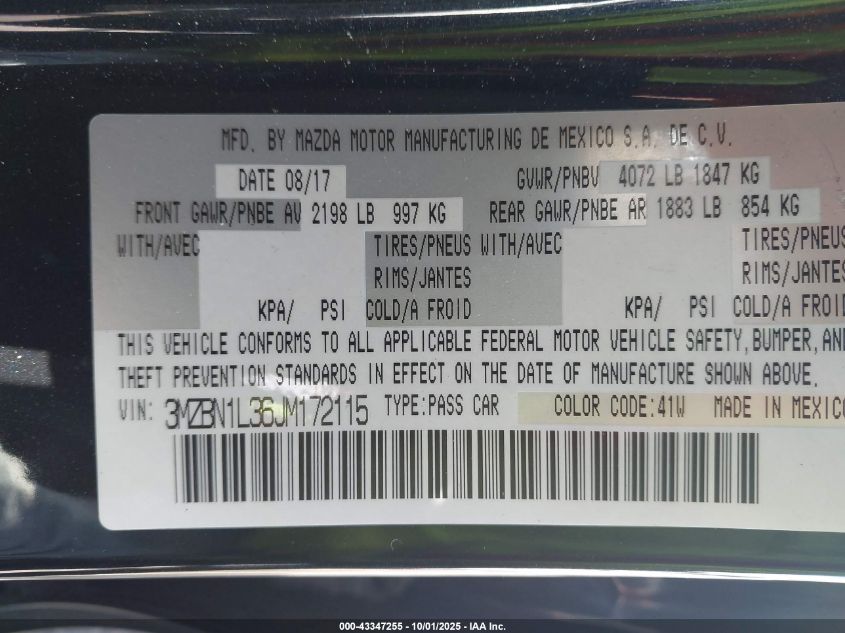 MFD. BY MAZDA MOTOR MANUFACTURING DE MEXICO S.A. DE C.V.
DATE 08/17 GVWR/PNBV 4072 LB 1847 KG
FRONT GAWR/PNBE AV 2198 LB 997 KG REAR GAWR/PNBE AR 1883 LB 854 KG
WITH/AVEC TIRES/PNEUS WITH/AVEC TIRES/PNEUS
RIMS/JANTES RIMS/JANTES
KPA/ PSI COLD/A FROID KPA/ PSI COLD/A FROID
THIS VEHICLE CONFORMS TO ALL APPLICABLE FEDERAL MOTOR VEHICLE SAFETY, BUMPER, AND
THEFT PREVENTION STANDARDS IN EFFECT ON THE DATE OF MANUFACTURE SHOWN ABOVE.
VIN: 3MZBN1L36JM172115 TYPE:PASS CAR COLOR CODE:41W MADE IN MEXICO
000-43347255 - 10/01/2025 - IAA Inc.